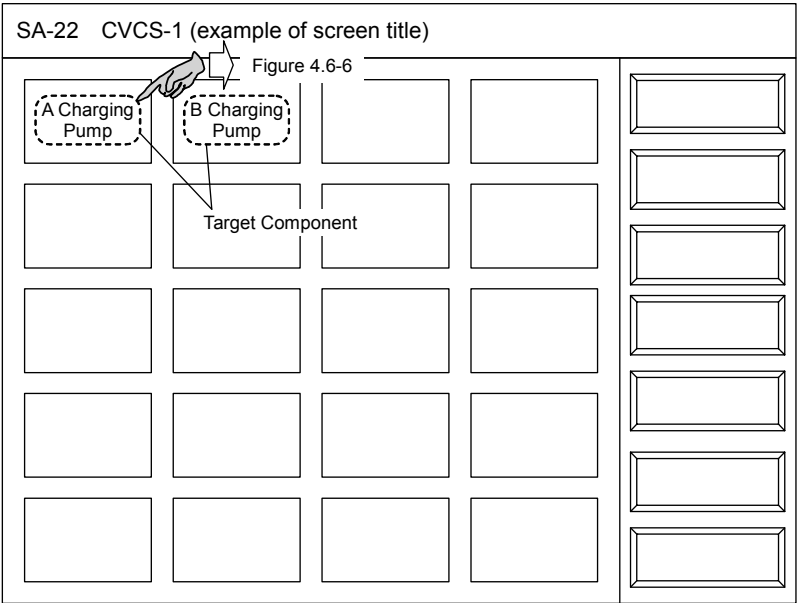 SA-22 CVCS-1 (example of screen title)
Figure 4.6-6
A Charging
Pump
B Charging
Pump
Target Component